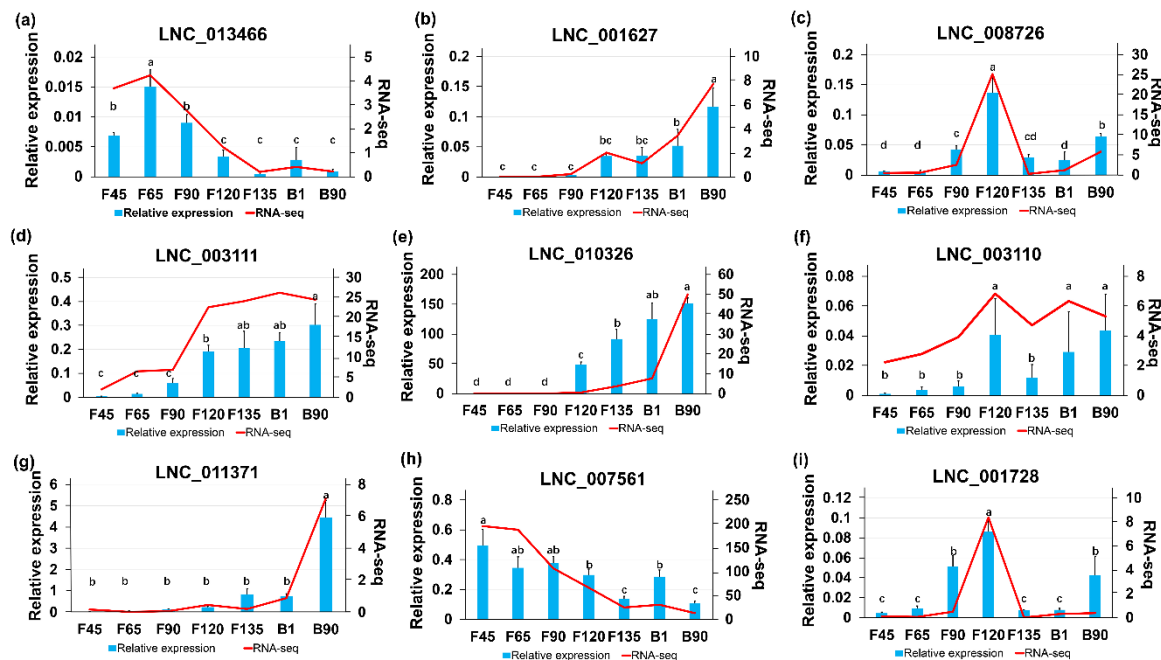 (a)
LNC_013466
Relative expression
0.02
0.015
0.01
0.005
0
5
4
3
2
1
0
RNA-seq
b a b c c c c
F45 F65 F90 F120 F135 B1 B90
Relative expression RNA-seq
(b)
LNC_001627
Relative expression
0.2
0.15
0.1
0.05
0
10
8
6
4
2
0
RNA-seq
c c c bc bc b a
F45 F65 F90 F120 F135 B1 B90
Relative expression RNA-seq
(c)
LNC_008726
Relative expression
0.2
0.15
0.1
0.05
0
30
25
20
15
10
5
0
RNA-seq
d d c a cd d b
F45 F65 F90 F120 F135 B1 B90
Relative expression RNA-seq
(d)
LNC_003111
Relative expression
0.5
0.4
0.3
0.2
0.1
0
30
25
20
15
10
5
0
RNA-seq
c c c b ab ab a
F45 F65 F90 F120 F135 B1 B90
Relative expression RNA-seq
(e)
LNC_010326
Relative expression
200
150
100
50
0
60
50
40
30
20
10
0
RNA-seq
d d d c b ab a
F45 F65 F90 F120 F135 B1 B90
Relative expression RNA-seq
(f)
LNC_003110
Relative expression
0.08
0.06
0.04
0.02
0
8
6
4
2
0
RNA-seq
b b b a b a a
F45 F65 F90 F120 F135 B1 B90
Relative expression RNA-seq
(g)
LNC_011371
Relative expression
6
5
4
3
2
1
0
8
6
4
2
0
RNA-seq
b b b b b b a
F45 F65 F90 F120 F135 B1 B90
Relative expression RNA-seq
(h)
LNC_007561
Relative expression
0.8
0.6
0.4
0.2
0
250
200
150
100
50
0
RNA-seq
a ab ab b c b c
F45 F65 F90 F120 F135 B1 B90
Relative expression RNA-seq
(i)
LNC_001728
Relative expression
0.12
0.1
0.08
0.06
0.04
0.02
0
10
8
6
4
2
0
RNA-seq
c c b a c c b
F45 F65 F90 F120 F135 B1 B90
Relative expression RNA-seq